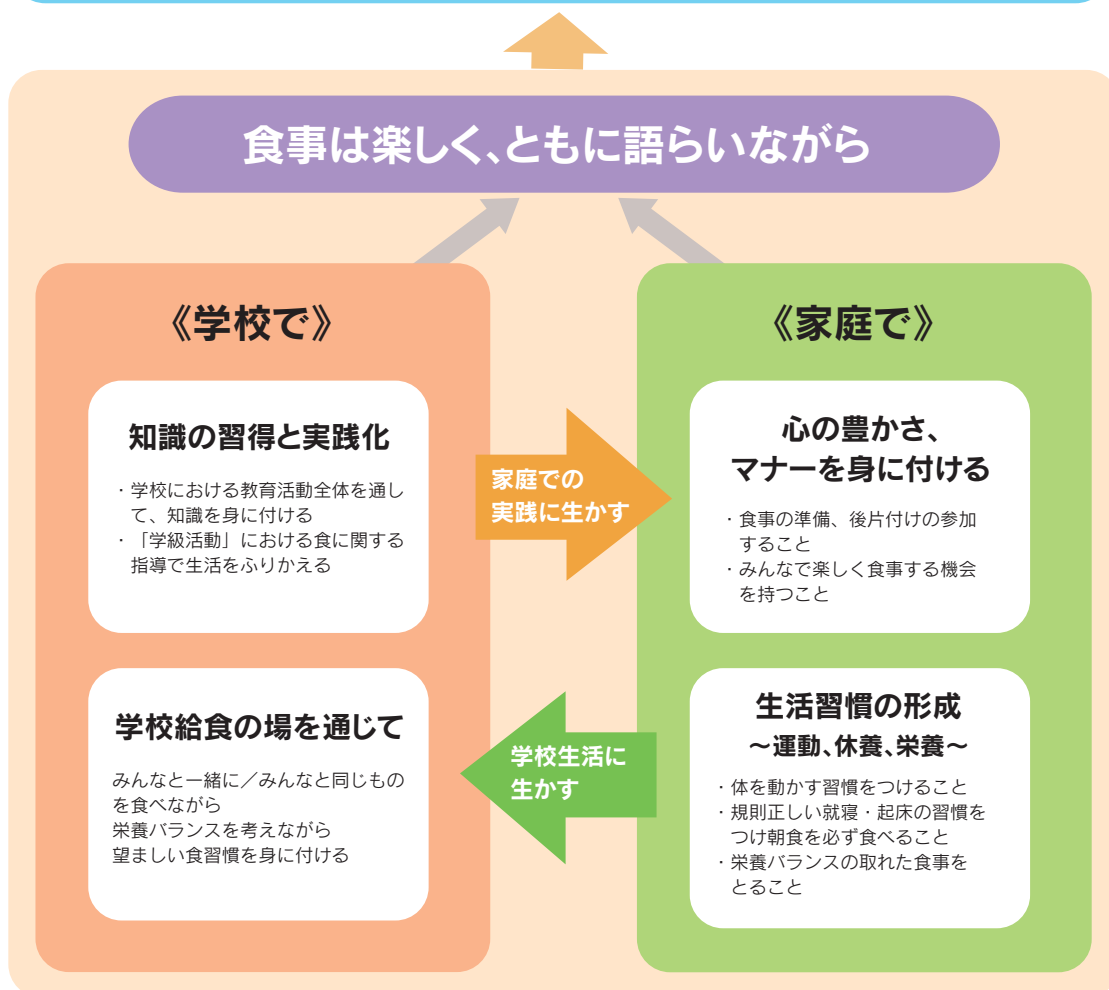 食事は楽しく、ともに語らいながら
《学校で》
知識の習得と実践化
・学校における教育活動全体を通し
て、知識を身に付ける
・「学級活動」における食に関する
指導で生活をふりかえる
学校給食の場を通じて
みんなと一緒に／みんなと同じもの
を食べながら
栄養バランスを考えながら
望ましい食習慣を身に付ける
家庭での
実践に生かす
学校生活に
生かす
《家庭で》
心の豊かさ、
マナーを身に付ける
・食事の準備、後片付けの参加
すること
・みんなで楽しく食事する機会
を持つこと
生活習慣の形成
～運動、休養、栄養～
・体を動かす習慣をつけること
・規則正しい就寝・起床の習慣を
つけ朝食を必ず食べること
・栄養バランスの取れた食事を
とること